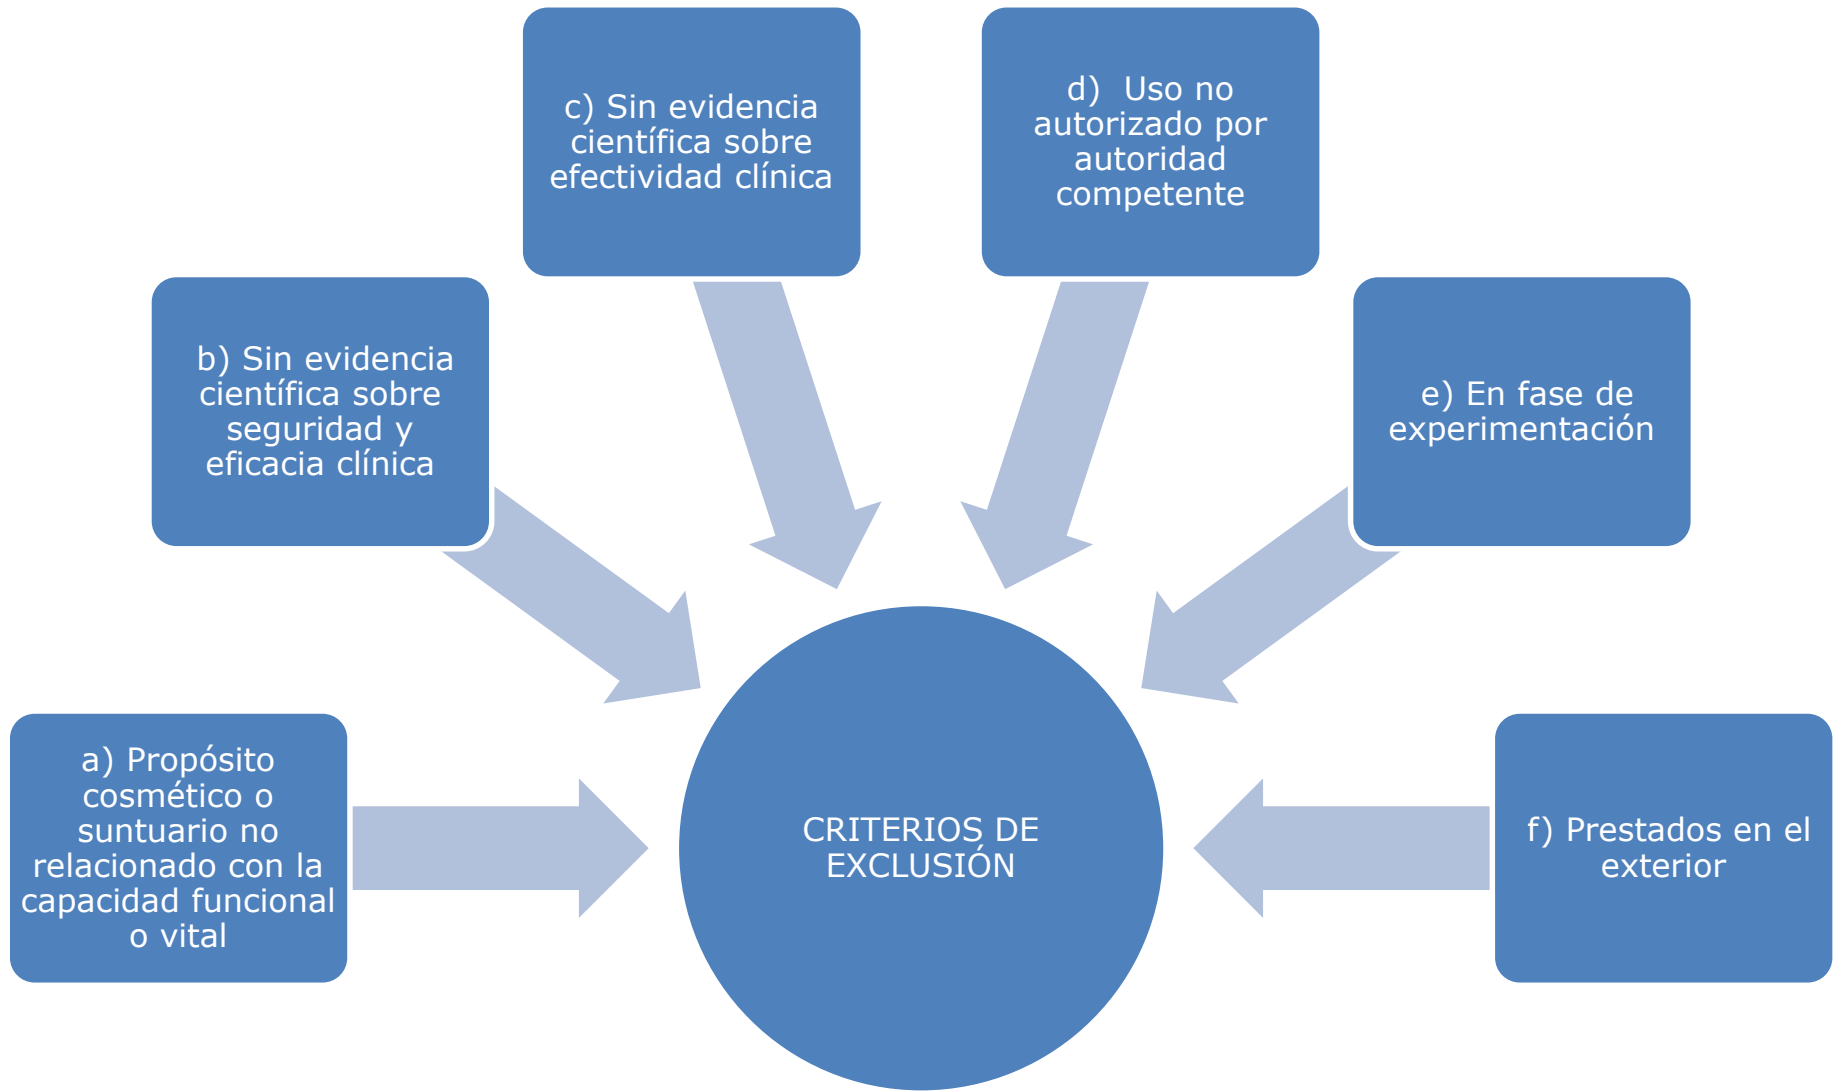 a) Propósito
cosmético o
suntuario no
relacionado con la
capacidad funcional
o vital
b) Sin evidencia
científica sobre
seguridad y
eficacia clínica
c) Sin evidencia
científica sobre
efectividad clínica
d) Uso no
autorizado por
autoridad
competente
e) En fase de
experimentación
f) Prestados en el
exterior
CRITERIOS DE
EXCLUSIÓN